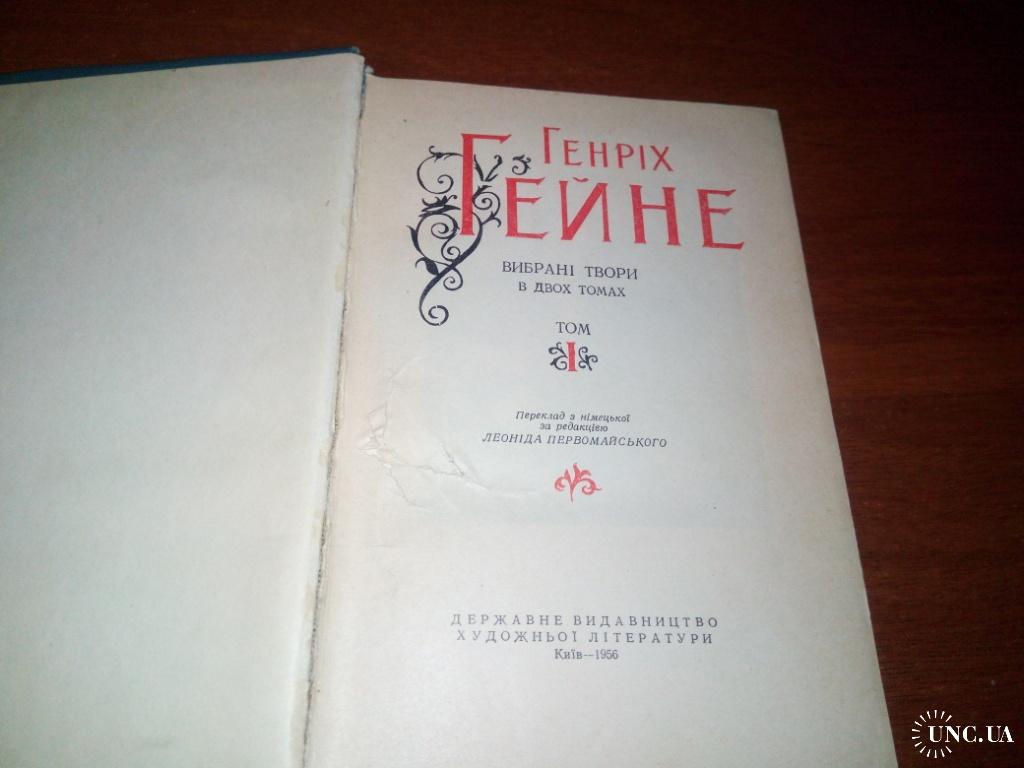 ГЕНРІХ
ГЕЙНЕ
ВИБРАНІ ТВОРИ
В ДВОХ ТОМАХ
ТОМ
І
Переклад з німецької
за редакцією
ЛЕОНІДА ПЕРВОМАЙСЬКОГО
ДЕРЖАВНЕ ВИДАВНИЦТВО
ХУДОЖНЬОЇ ЛІТЕРАТУРИ
Київ—1956
UNC.UA